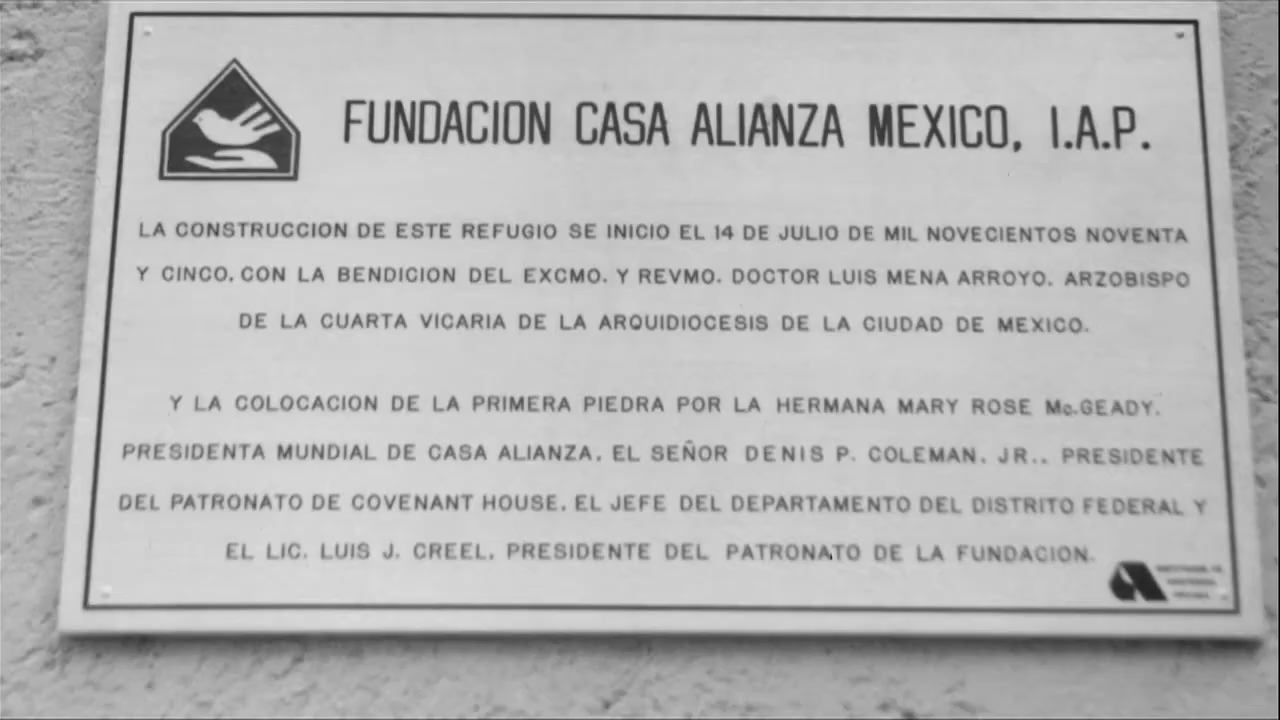 FUNDACION CASA ALIANZA MEXICO, I.A.P.
LA CONSTRUCCION DE ESTE REFUGIO SE INICIO EL 14 DE JULIO DE MIL NOVECIENTOS NOVENTA
Y CINCO. CON LA BENDICION DEL EXCMO. Y REVMO. DOCTOR LUIS MENA ARROYO. ARZOBISPO
DE LA CUARTA VICARIA DE LA ARQUIDIOCESIS DE LA CIUDAD DE MEXICO.
Y LA COLOCACION DE LA PRIMERA PIEDRA POR LA HERMANA MARY ROSE Mc.GEADY.
PRESIDENTA MUNDIAL DE CASA ALIANZA. EL SEÑOR DENIS P. COLEMAN. JR.. PRESIDENTE
DEL PATRONATO DE COVENANT HOUSE. EL JEFE DEL DEPARTAMENTO DEL DISTRITO FEDERAL Y
EL LIC. LUIS J. CREEL. PRESIDENTE DEL PATRONATO DE LA FUNDACION.